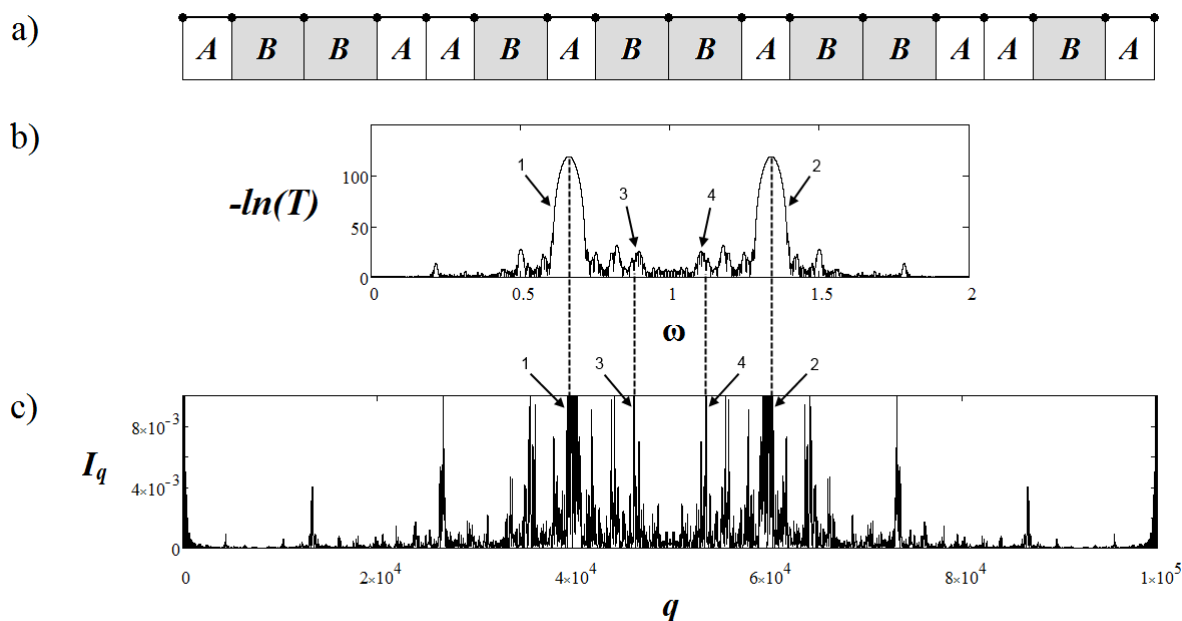 a)
A B B A A B A B B A B B A A B A
b)
-ln(T)
100
50
0
1
3
4
2
0 0.5 1 1.5 2
ω
c)
1
3
4
2
I_q
8×10⁻³
4×10⁻³
0
0 2×10⁴ 4×10⁴ 6×10⁴ 8×10⁴ 1×10⁵
q